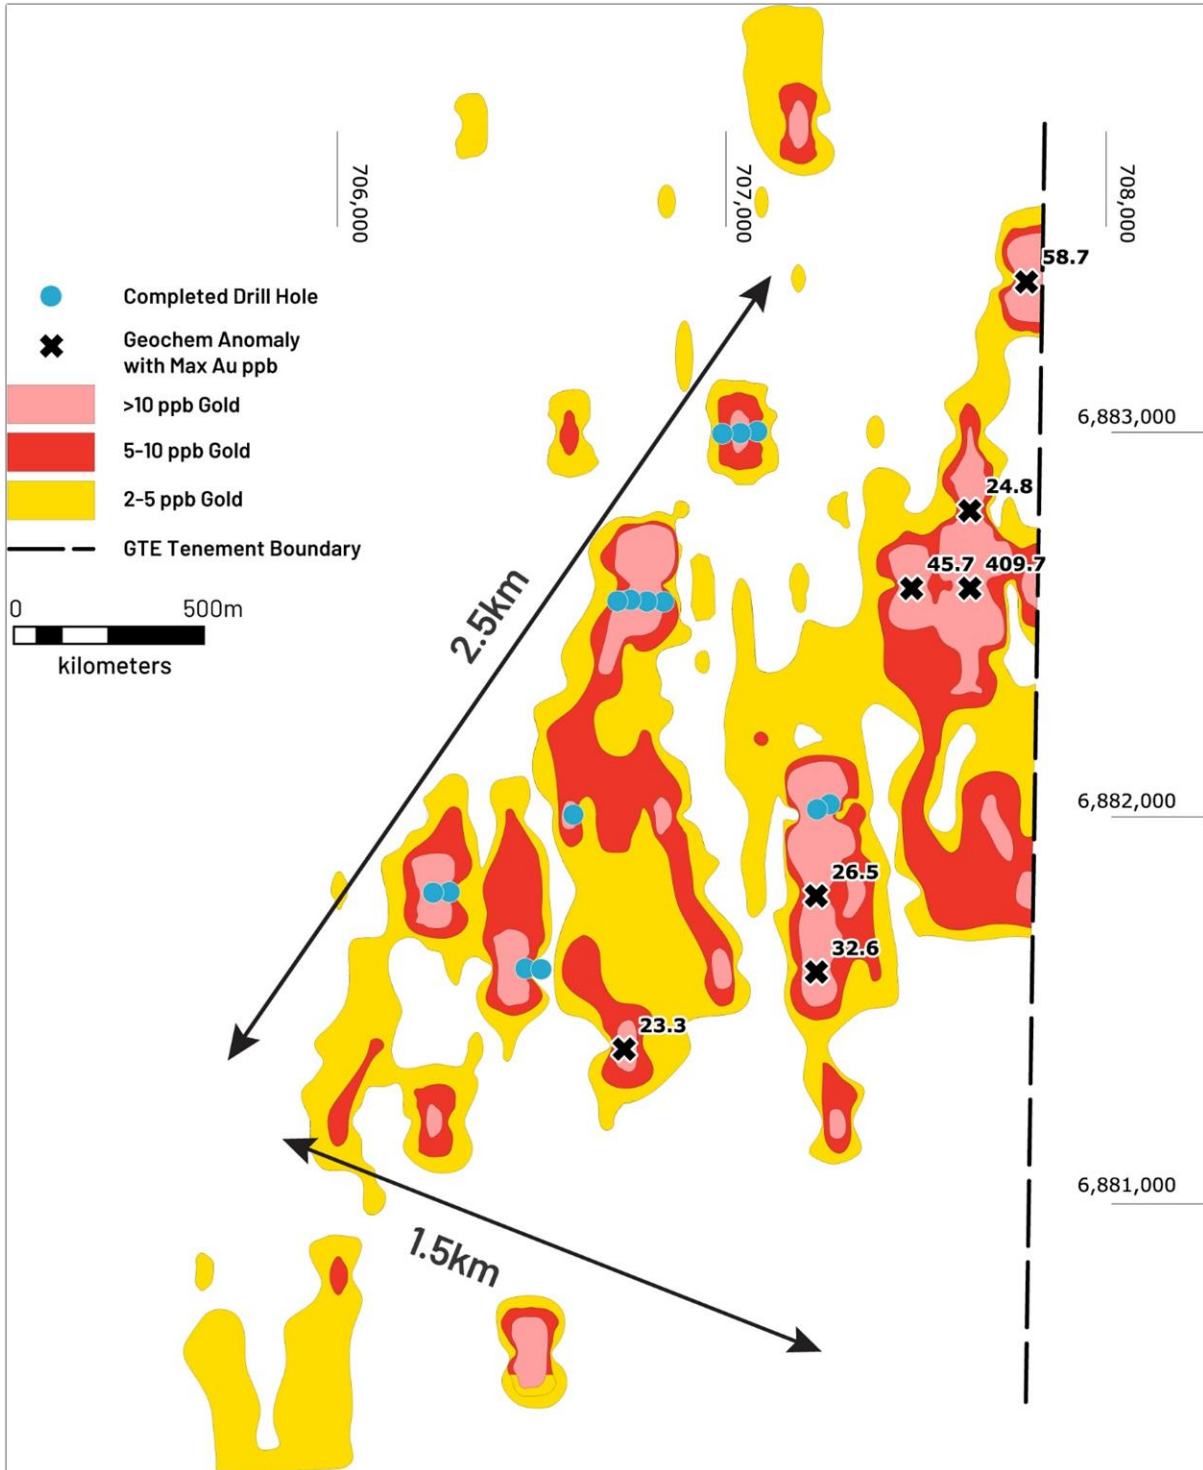 706,000
707,000
708,000
58.7
Completed Drill Hole
Geochem Anomaly
with Max Au ppb
>10 ppb Gold
5-10 ppb Gold
2-5 ppb Gold
GTE Tenement Boundary
0 500m
kilometers
6,883,000
24.8
45.7 409.7
2.5km
6,882,000
26.5
32.6
23.3
6,881,000
1.5km